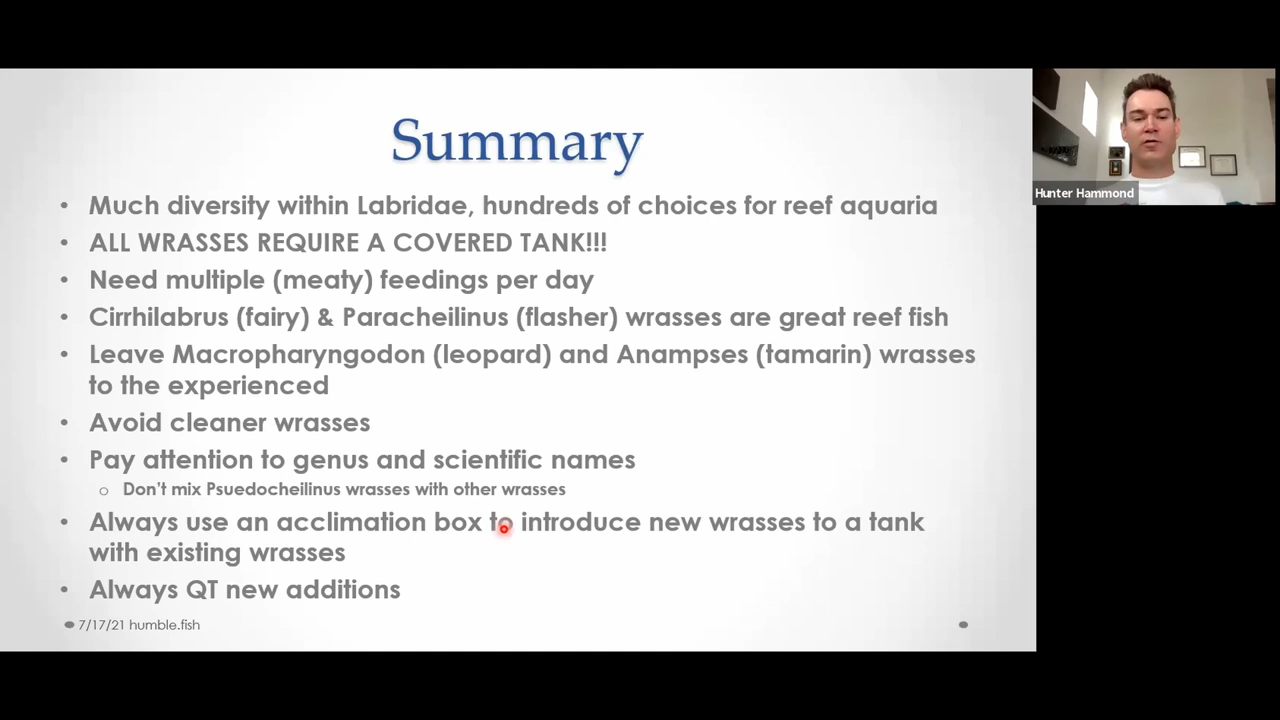 Summary
• Much diversity within Labridae, hundreds of choices for reef aquaria
• ALL WRASSES REQUIRE A COVERED TANK!!!
• Need multiple (meaty) feedings per day
• Cirrhilabrus (fairy) & Paracheilinus (flasher) wrasses are great reef fish
• Leave Macropharyngodon (leopard) and Anampses (tamarin) wrasses
to the experienced
• Avoid cleaner wrasses
• Pay attention to genus and scientific names
o Don't mix Psuedocheilinus wrasses with other wrasses
• Always use an acclimation box to introduce new wrasses to a tank
with existing wrasses
• Always QT new additions
7/17/21 humble.fish
Hunter Hammond